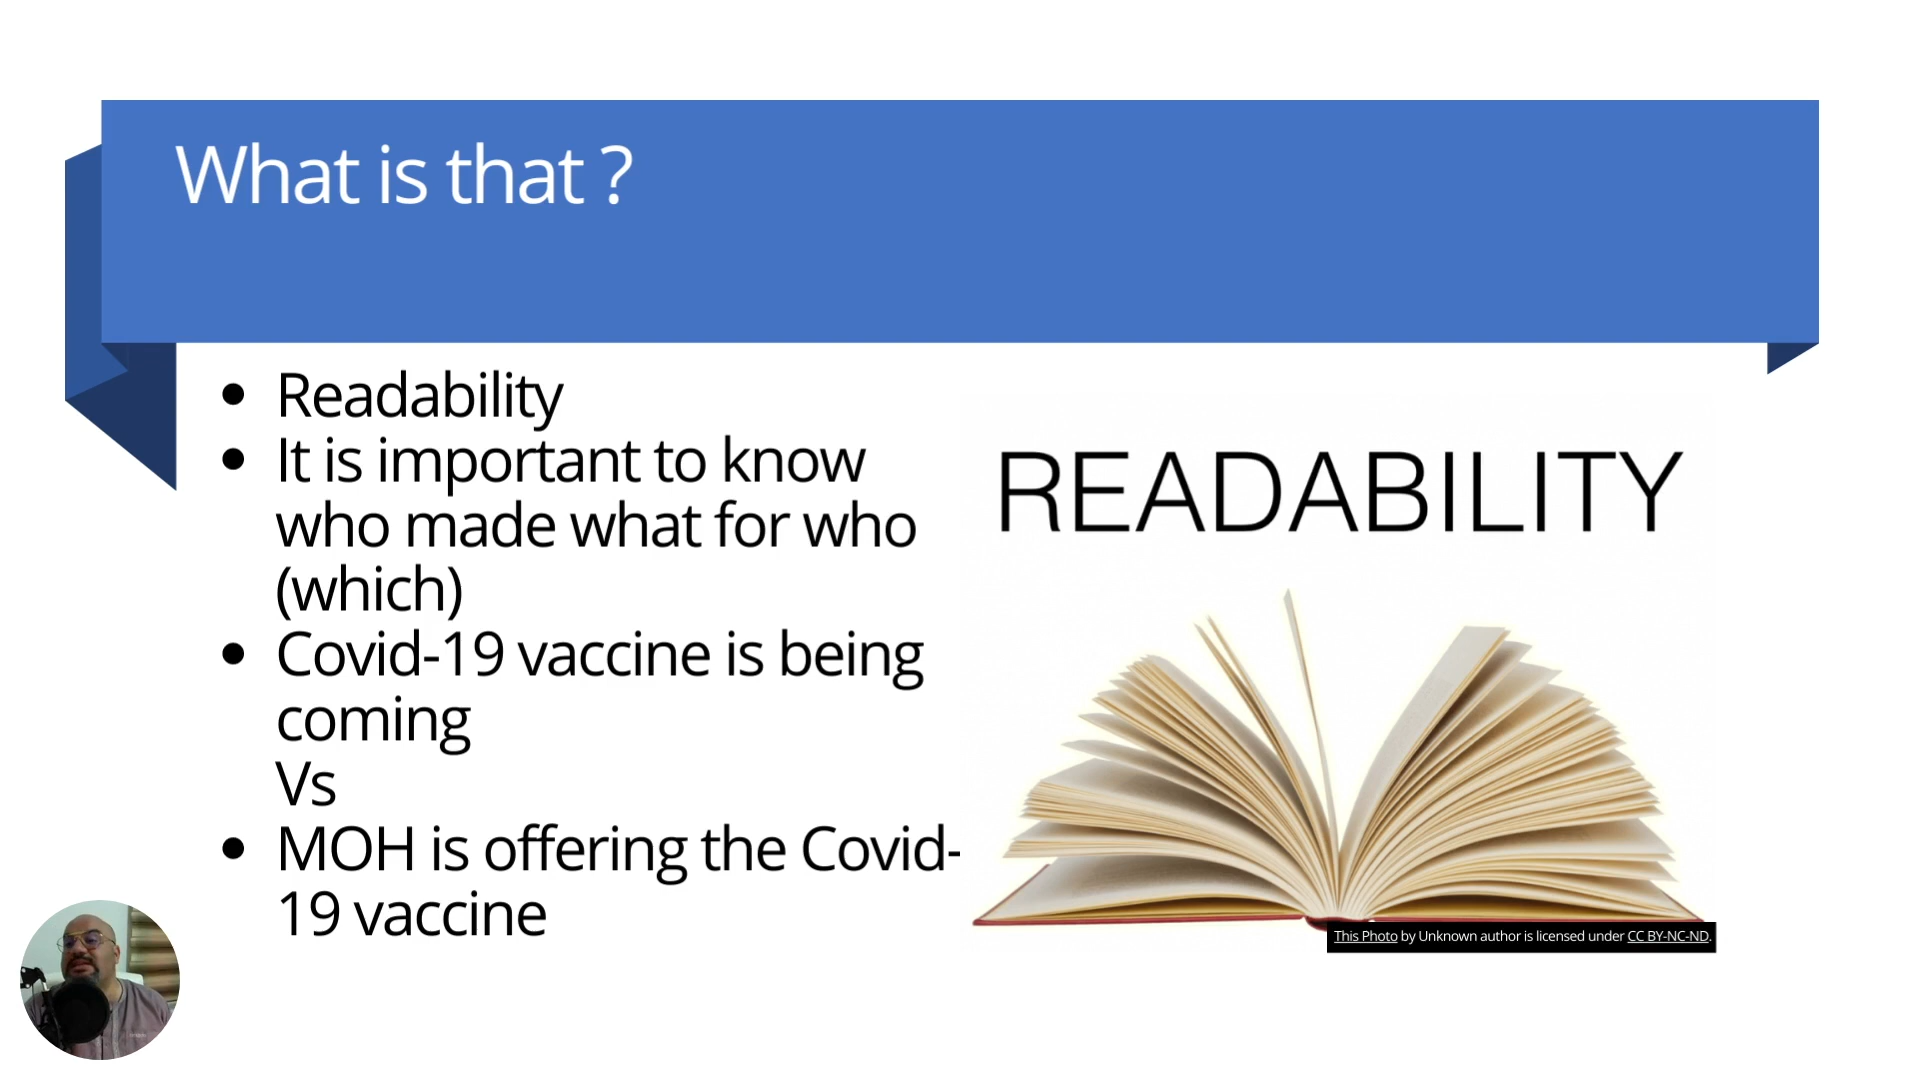 What is that ?
Readability
It is important to know
who made what for who
(which)
Covid-19 vaccine is being
coming
Vs
MOH is offering the Covid-
19 vaccine
READABILITY
This Photo by Unknown author is licensed under CC BY-NC-ND.